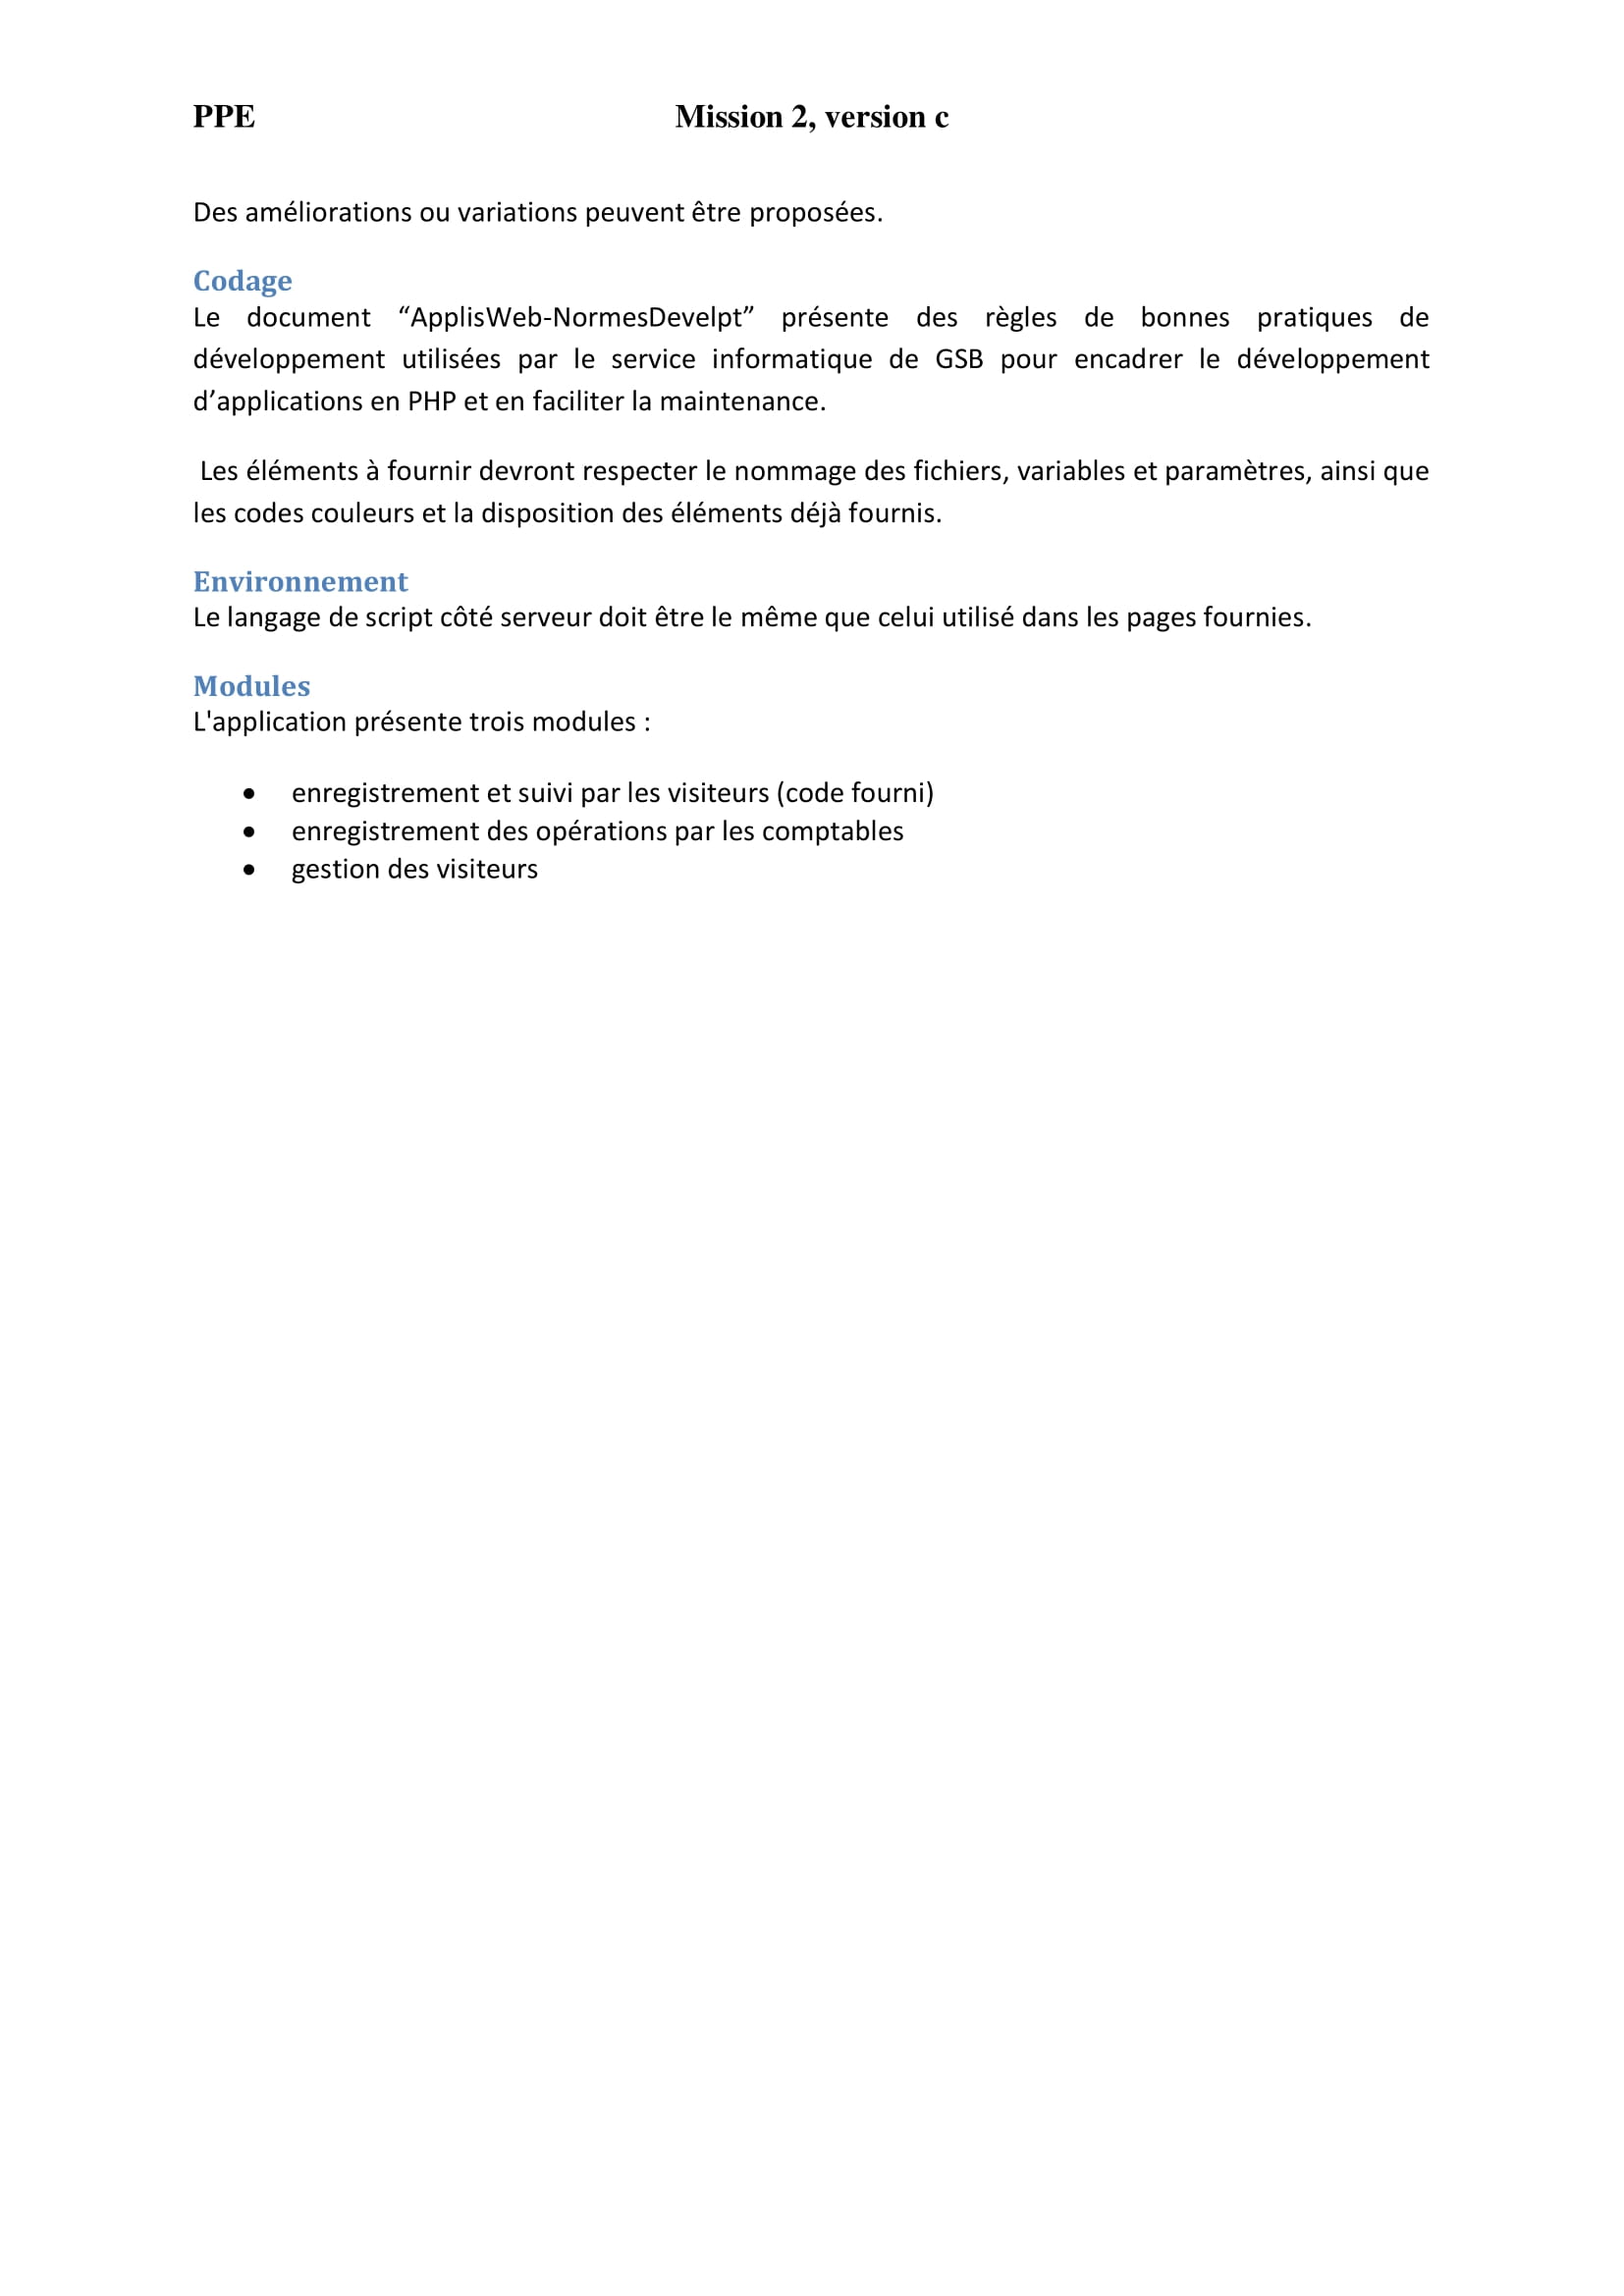 PPE Mission 2, version c
Des améliorations ou variations peuvent être proposées.
Codage
Le document “ApplisWeb-NormesDevelpt” présente des règles de bonnes pratiques de
développement utilisées par le service informatique de GSB pour encadrer le développement
d’applications en PHP et en faciliter la maintenance.
Les éléments à fournir devront respecter le nommage des fichiers, variables et paramètres, ainsi que
les codes couleurs et la disposition des éléments déjà fournis.
Environnement
Le langage de script côté serveur doit être le même que celui utilisé dans les pages fournies.
Modules
L'application présente trois modules :
• enregistrement et suivi par les visiteurs (code fourni)
• enregistrement des opérations par les comptables
• gestion des visiteurs